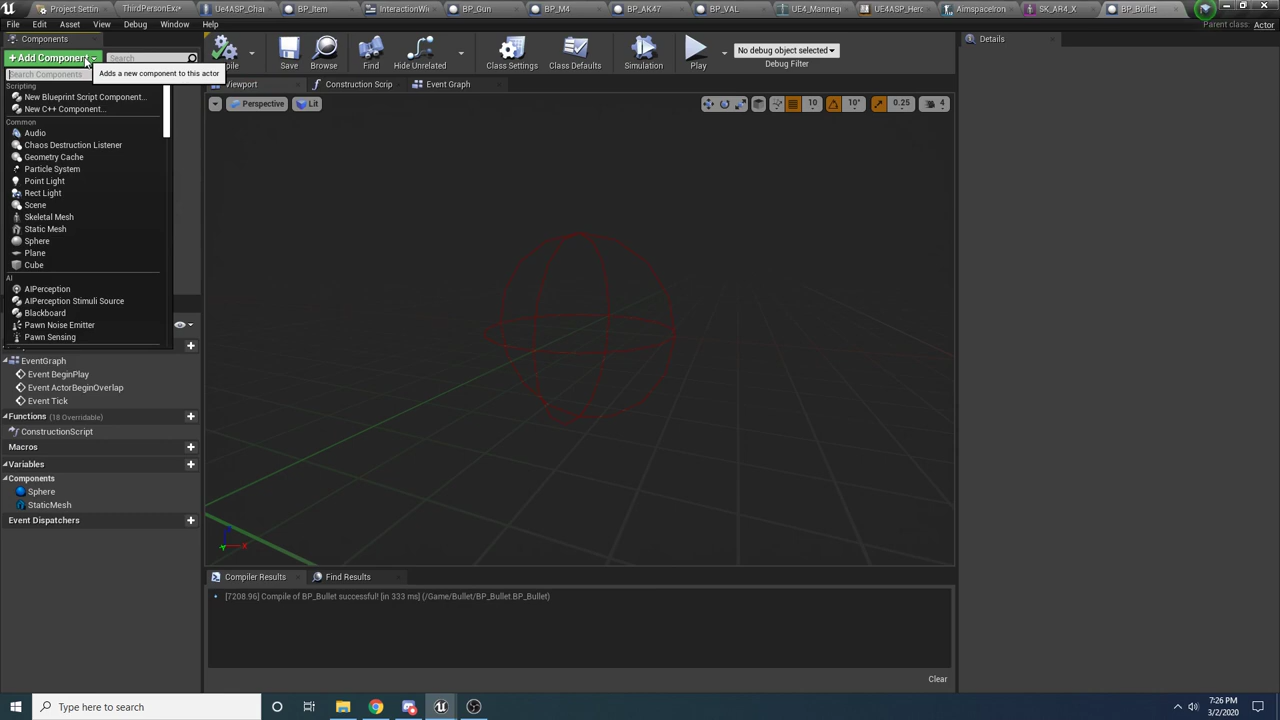 Project Settin
ThirdPersonEx
Ue4ASP_Char
BP_Item
InteractionWi
BP_Gun
BP_M4
BP_AK47
BP_VAL
UE4_Mannequ
UE4ASP_Herc
AimspaceIron
SK_AR4_X
BP_Bullet
File
Edit
Asset
View
Debug
Window
Help
Parent class: Actor
Components
Details
+Add Component
Search
Search Components
Adds a new component to this actor
Save
Browse
Find
Hide Unrelated
Class Settings
Class Defaults
Simulation
Play
No debug object selected
Debug Filter
Viewport
Construction Scrip
Event Graph
Perspective
Lit
10
10°
0.25
4
Scripting
New Blueprint Script Component...
New C++ Component...
Common
Audio
Chaos Destruction Listener
Geometry Cache
Particle System
Point Light
Rect Light
Scene
Skeletal Mesh
Static Mesh
Sphere
Plane
Cube
AI
AIPerception
AIPerception Stimuli Source
Blackboard
Pawn Noise Emitter
Pawn Sensing
EventGraph
Event BeginPlay
Event ActorBeginOverlap
Event Tick
Functions (18 Overridable)
ConstructionScript
Macros
Variables
Components
Sphere
StaticMesh
Event Dispatchers
Compiler Results
Find Results
[7208.96] Compile of BP_Bullet successful! [in 333 ms] (/Game/Bullet/BP_Bullet.BP_Bullet)
Clear
Type here to search
7:26 PM
3/2/2020